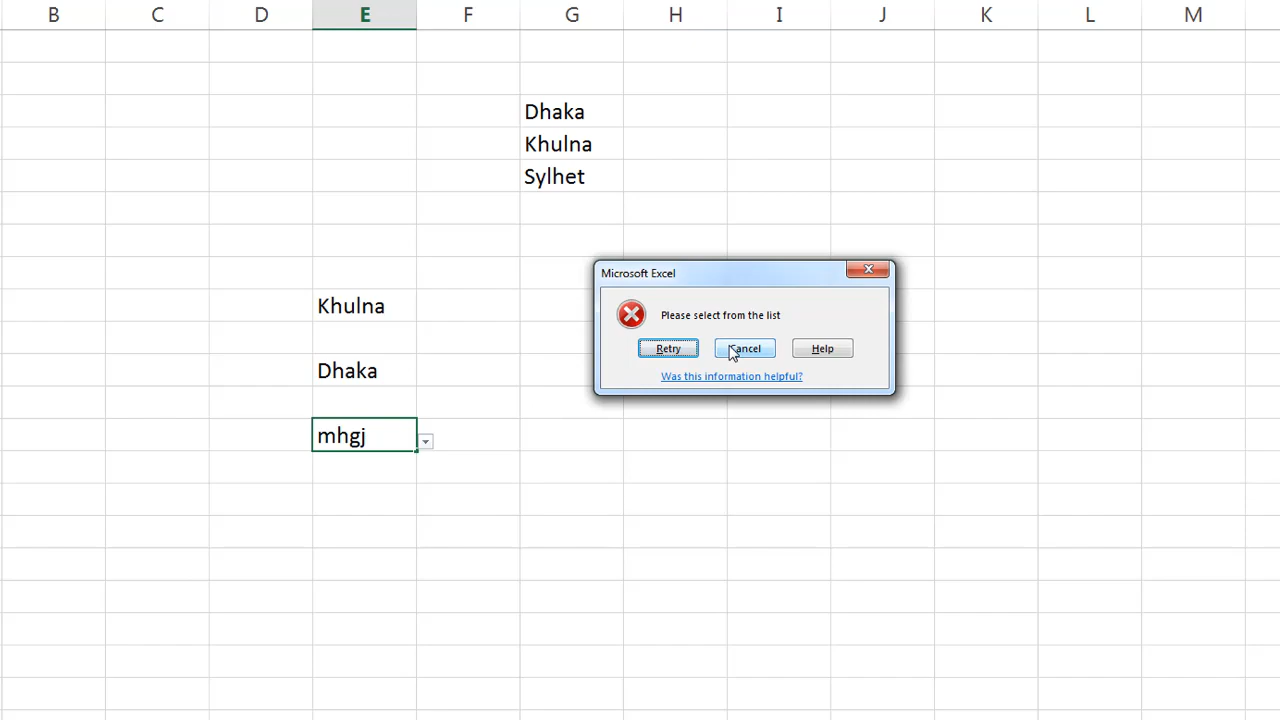 B C D E F G H I J K L M
Dhaka
Khulna
Sylhet
Microsoft Excel
Please select from the list
Retry Cancel Help
Was this information helpful?
Khulna
Dhaka
mhgj